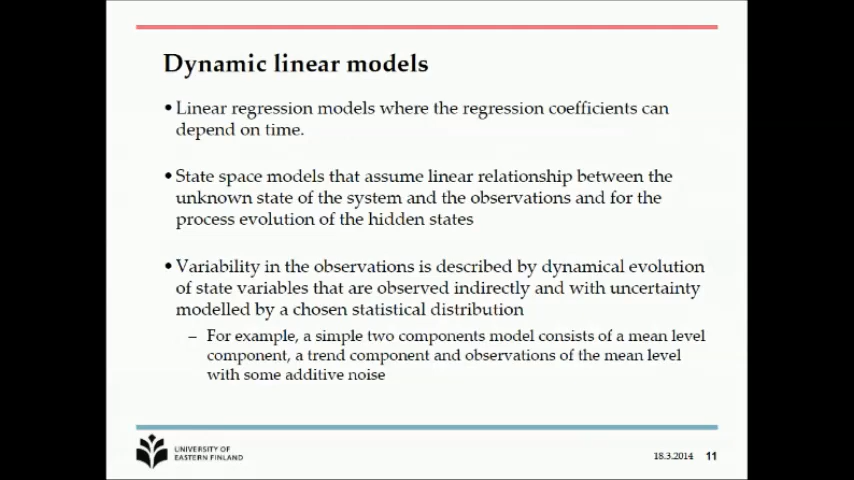 Dynamic linear models
• Linear regression models where the regression coefficients can
depend on time.
• State space models that assume linear relationship between the
unknown state of the system and the observations and for the
process evolution of the hidden states
• Variability in the observations is described by dynamical evolution
of state variables that are observed indirectly and with uncertainty
modelled by a chosen statistical distribution
– For example, a simple two components model consists of a mean level
component, a trend component and observations of the mean level
with some additive noise
UNIVERSITY OF
EASTERN FINLAND
18.3.2014 11